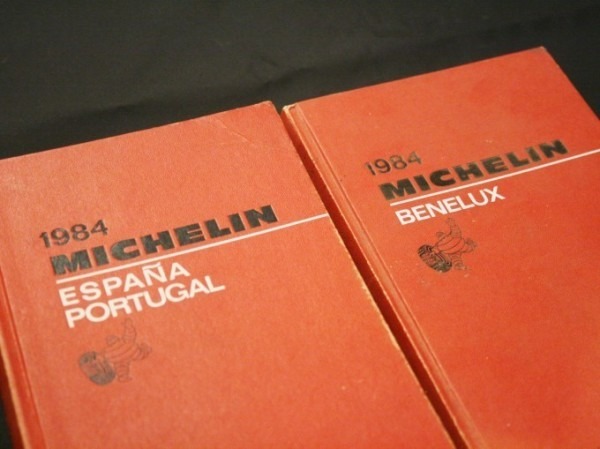 1984
MICHELIN
ESPAÑA
PORTUGAL
1984
MICHELIN
BENELUX